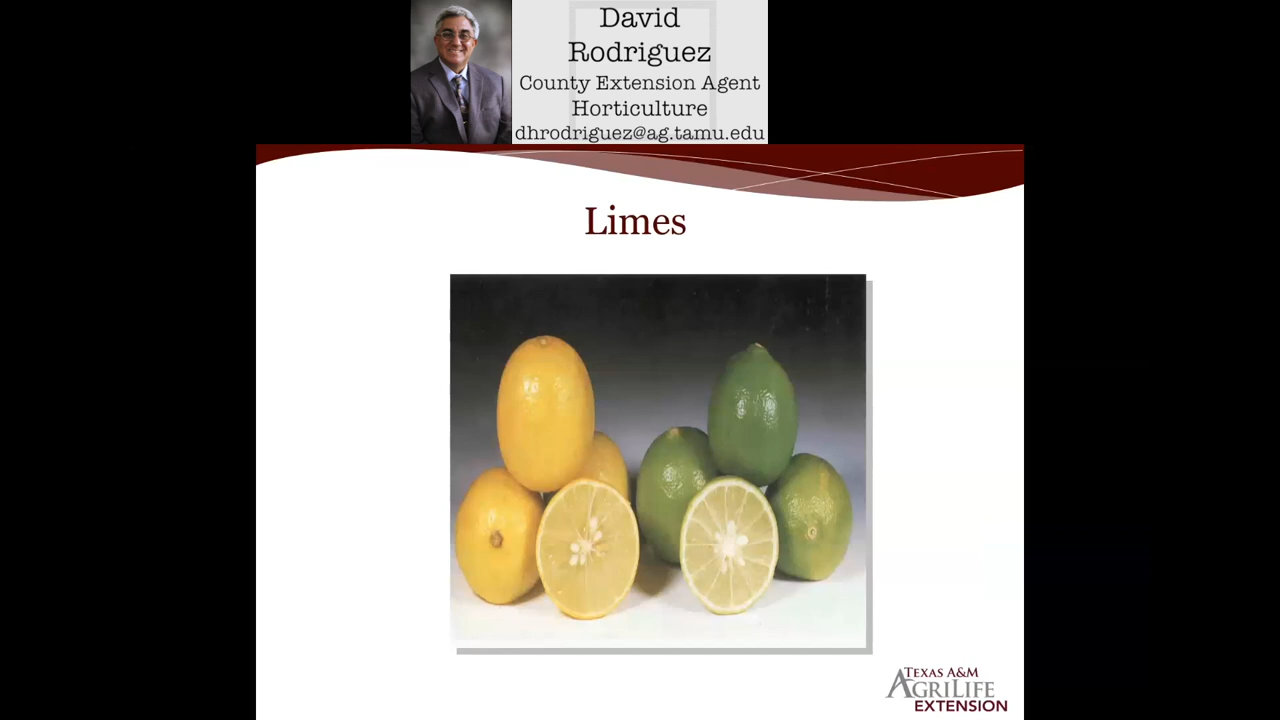 David
Rodriguez
County Extension Agent
Horticulture
dhrodriguez@ag.tamu.edu
Limes
TEXAS A&M
AGRILIFE
EXTENSION